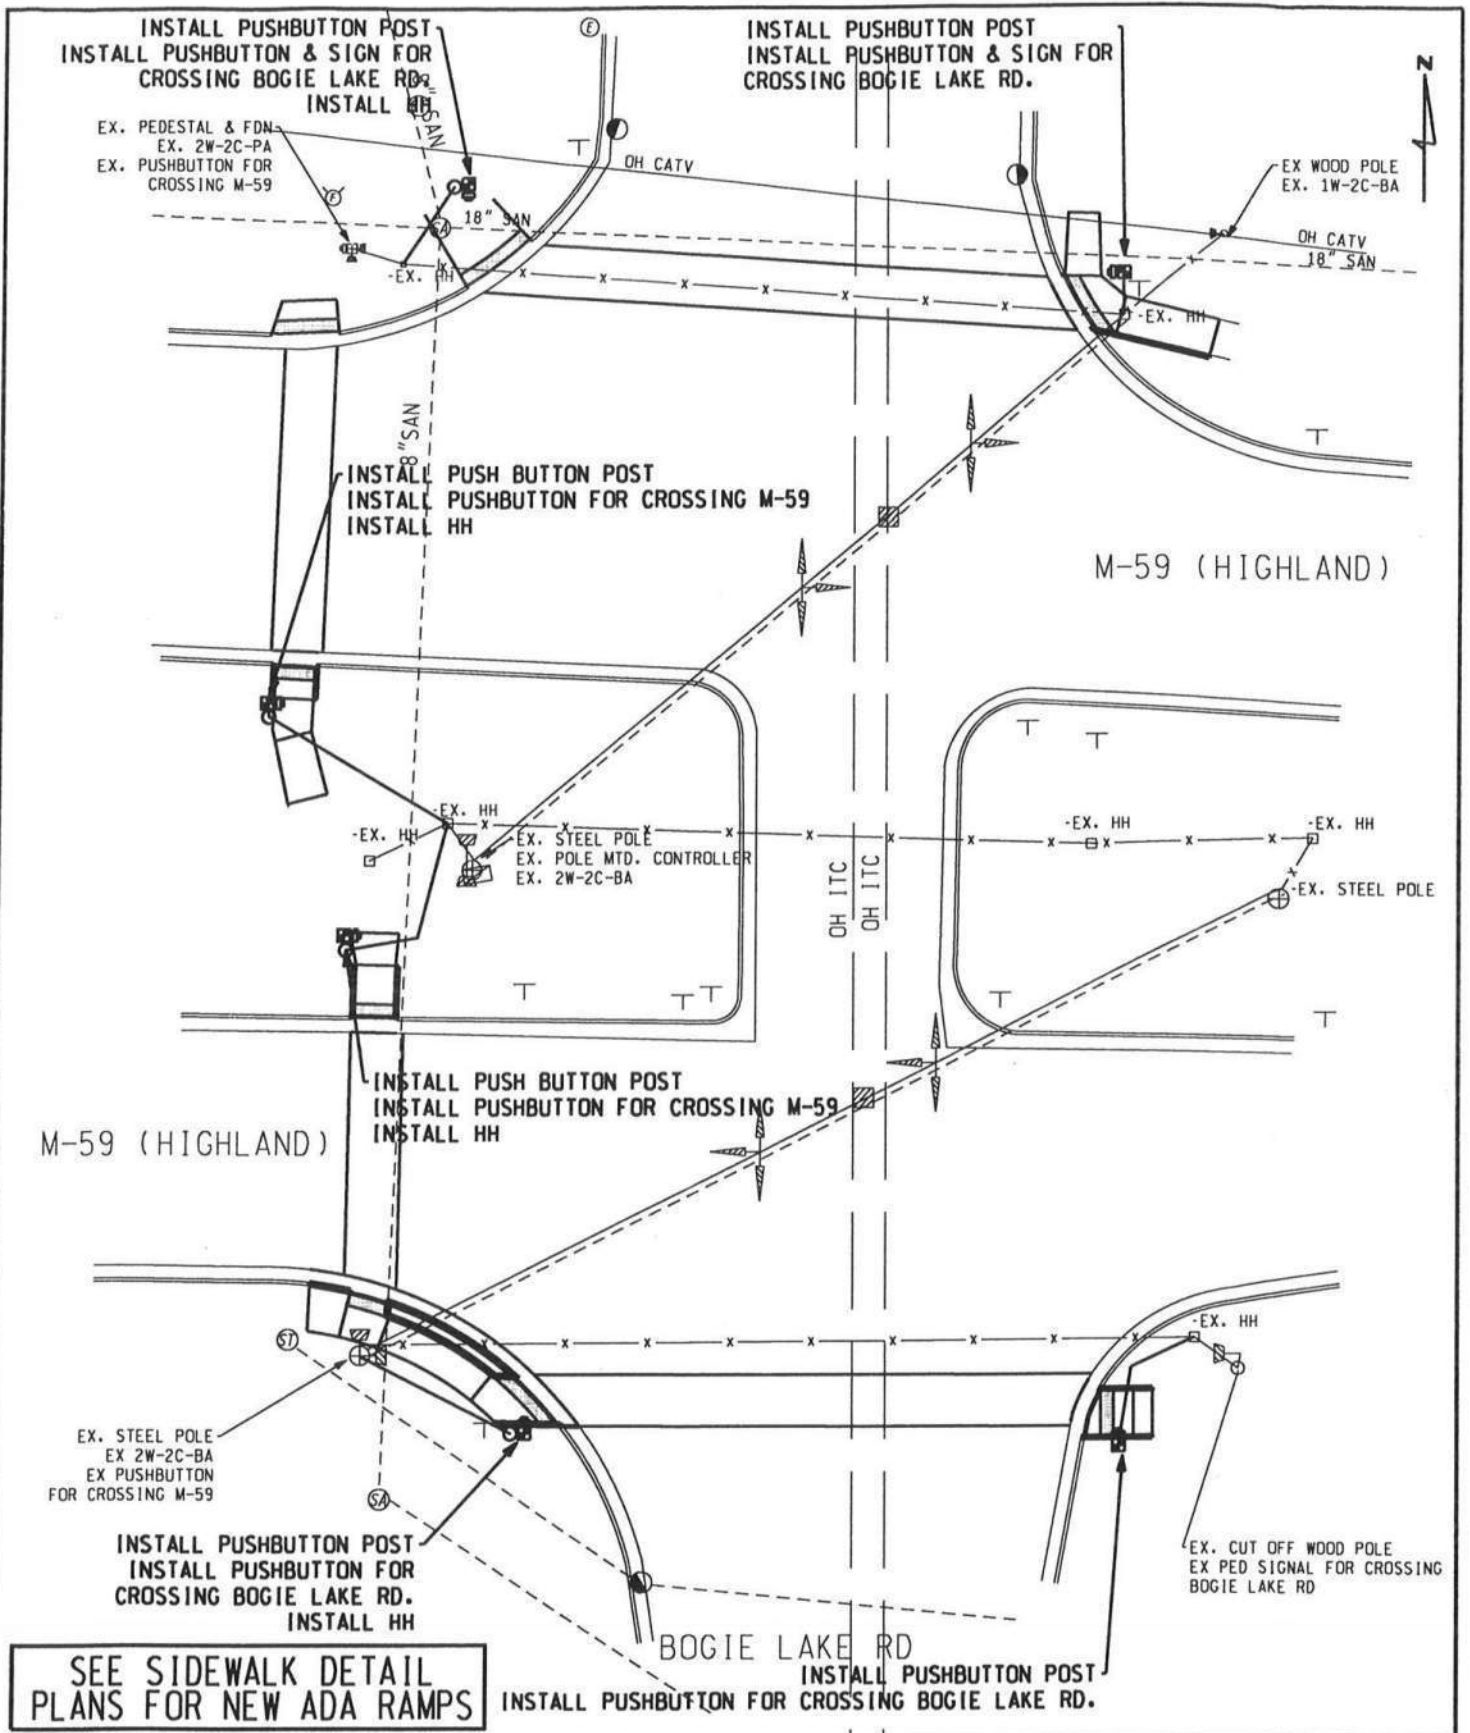 INSTALL PUSHBUTTON POST
INSTALL PUSHBUTTON & SIGN FOR
CROSSING BOGIE LAKE RD.
INSTALL HH
INSTALL PUSHBUTTON POST
INSTALL PUSHBUTTON & SIGN FOR
CROSSING BOGIE LAKE RD.
N
E
8" SAN
EX. PEDESTAL & FDN
EX. 2W-2C-PA
EX. PUSHBUTTON FOR
CROSSING M-59
OH CATV
EX WOOD POLE
EX. 1W-2C-BA
18" SAN
SA
OH CATV
18" SAN
EX. HH
EX. HH
8"SAN
INSTALL PUSH BUTTON POST
INSTALL PUSHBUTTON FOR CROSSING M-59
INSTALL HH
M-59 (HIGHLAND)
EX. HH
EX. HH
EX. STEEL POLE
EX. POLE MTD. CONTROLLER
EX. 2W-2C-BA
OH ITC
OH ITC
EX. HH
EX. HH
EX. STEEL POLE
INSTALL PUSH BUTTON POST
INSTALL PUSHBUTTON FOR CROSSING M-59
INSTALL HH
M-59 (HIGHLAND)
ST
EX. HH
EX. STEEL POLE
EX 2W-2C-BA
EX PUSHBUTTON
FOR CROSSING M-59
SA
INSTALL PUSHBUTTON POST
INSTALL PUSHBUTTON FOR
CROSSING BOGIE LAKE RD.
INSTALL HH
EX. CUT OFF WOOD POLE
EX PED SIGNAL FOR CROSSING
BOGIE LAKE RD
BOGIE LAKE RD
INSTALL PUSHBUTTON POST
INSTALL PUSHBUTTON FOR CROSSING BOGIE LAKE RD.
SEE SIDEWALK DETAIL
PLANS FOR NEW ADA RAMPS